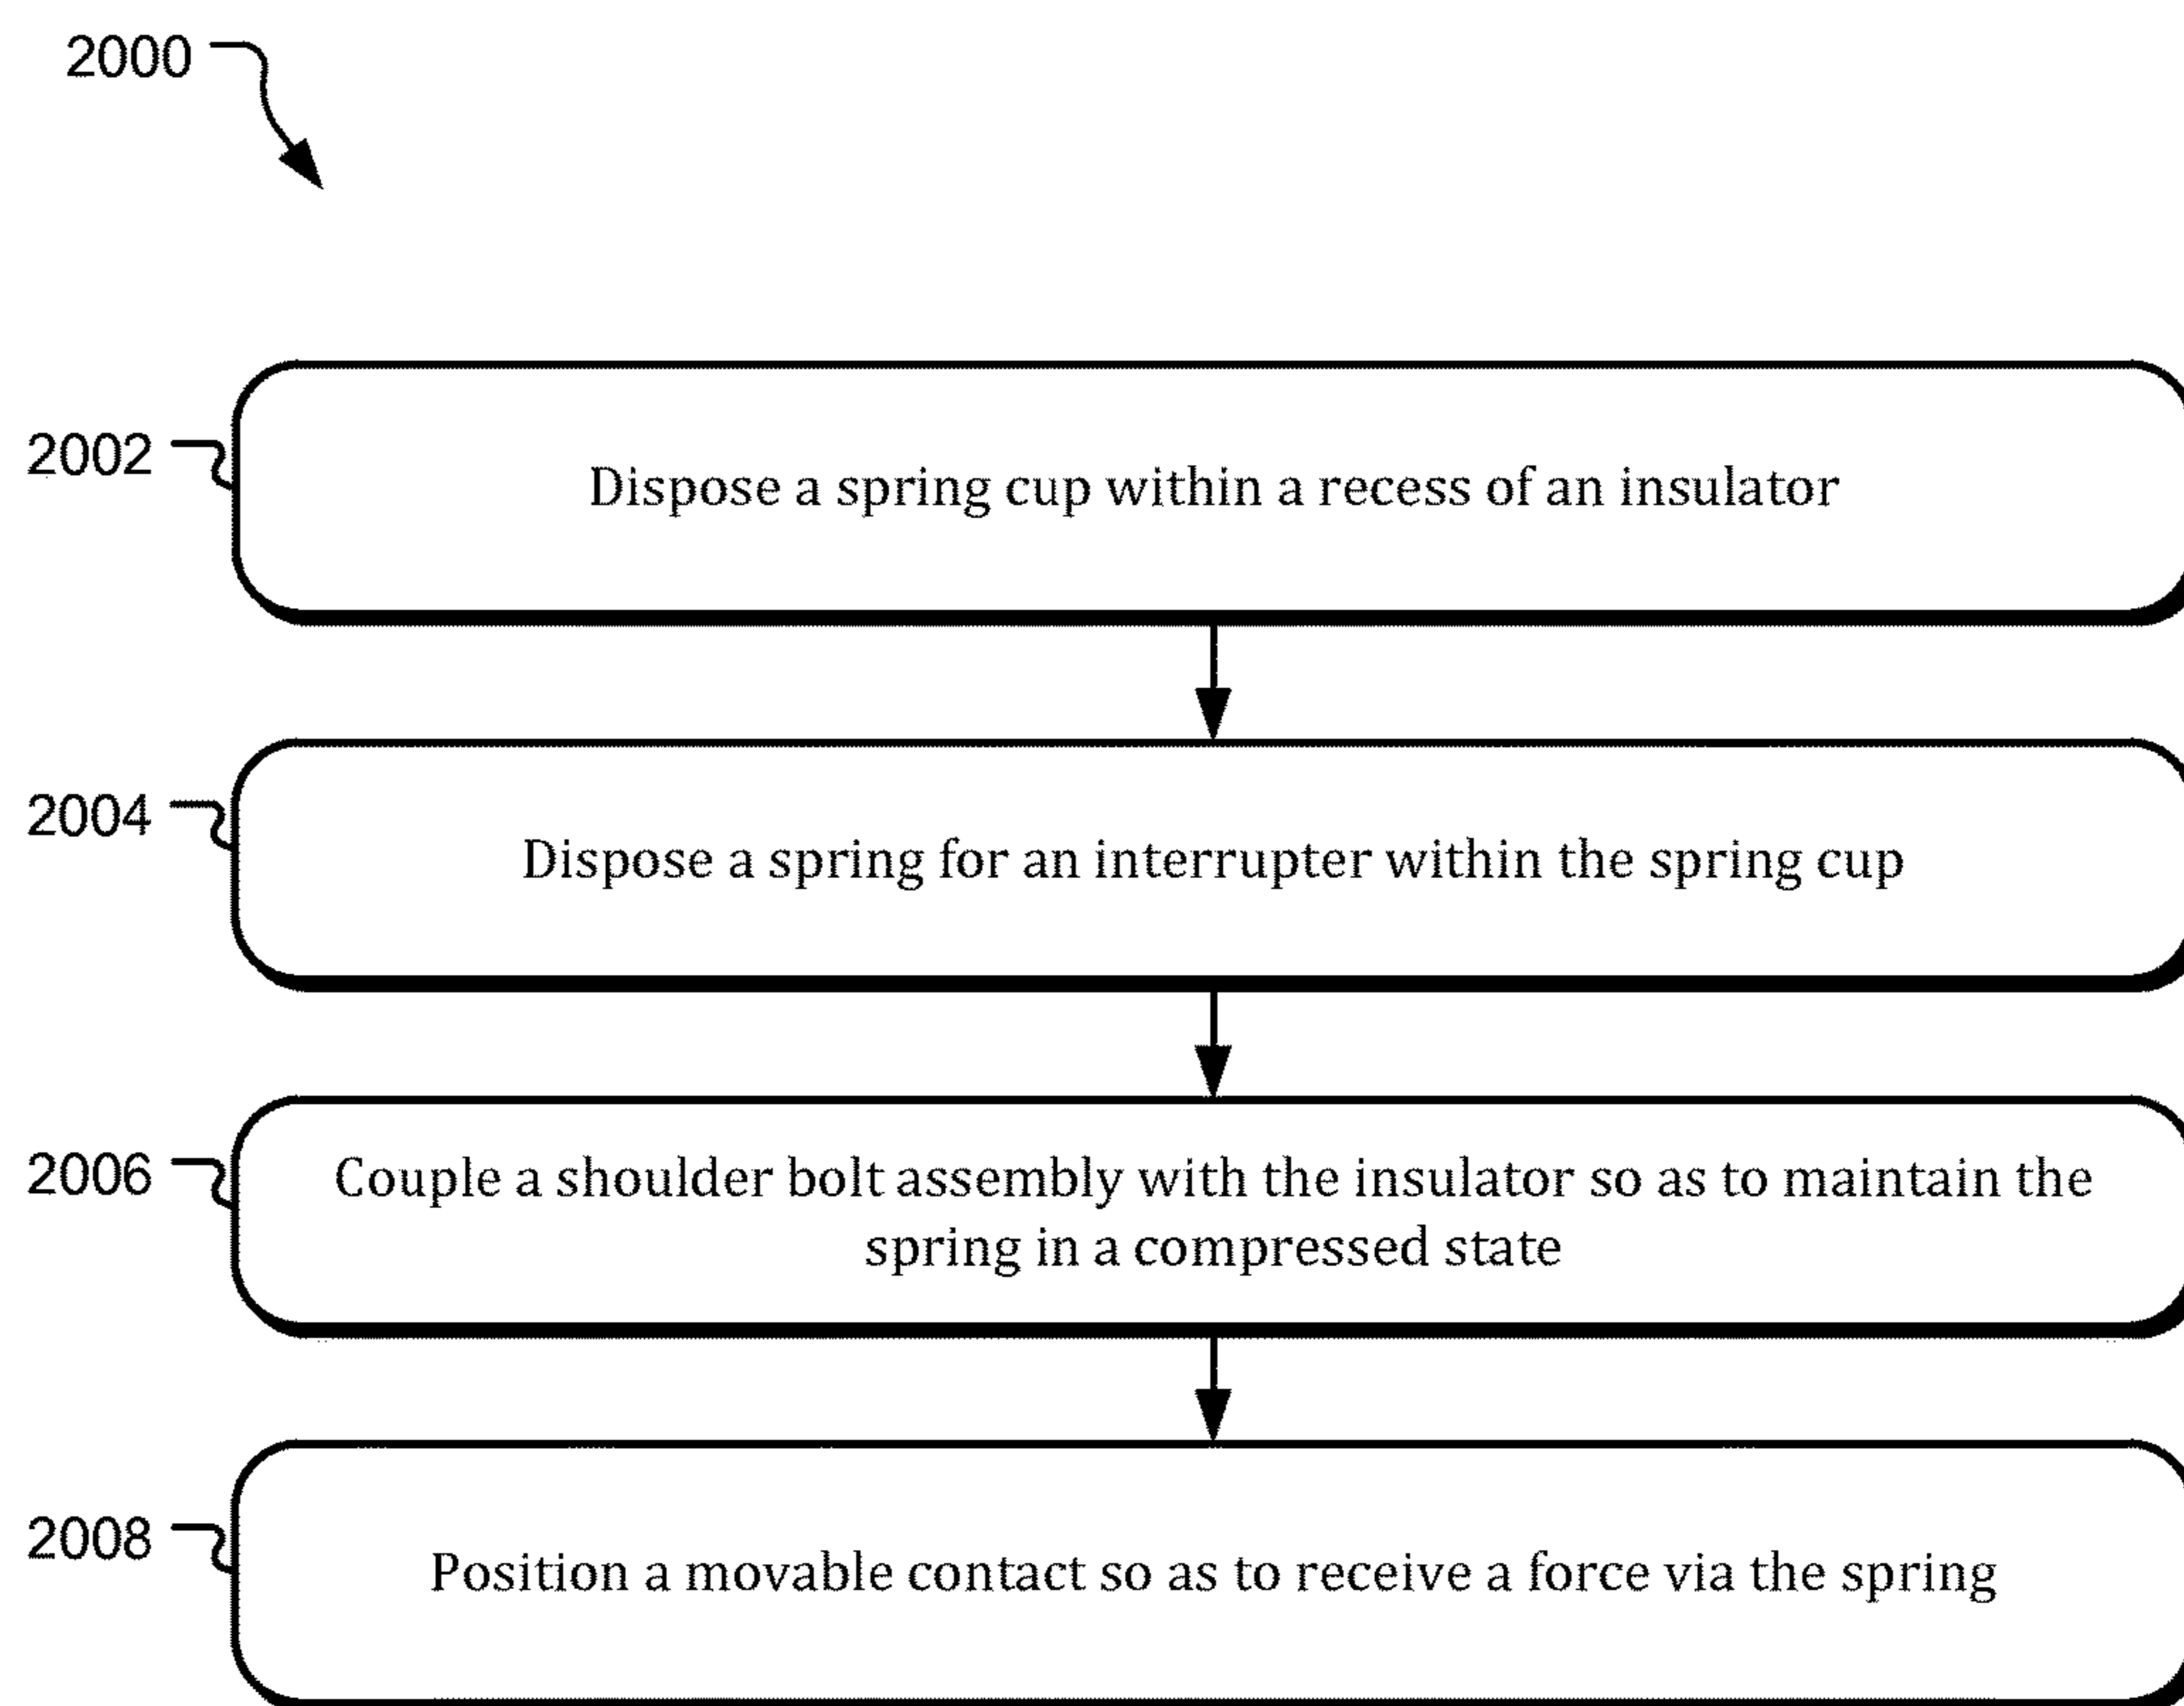 2000
2002
Dispose a spring cup within a recess of an insulator
2004
Dispose a spring for an interrupter within the spring cup
2006
Couple a shoulder bolt assembly with the insulator so as to maintain the
spring in a compressed state
2008
Position a movable contact so as to receive a force via the spring